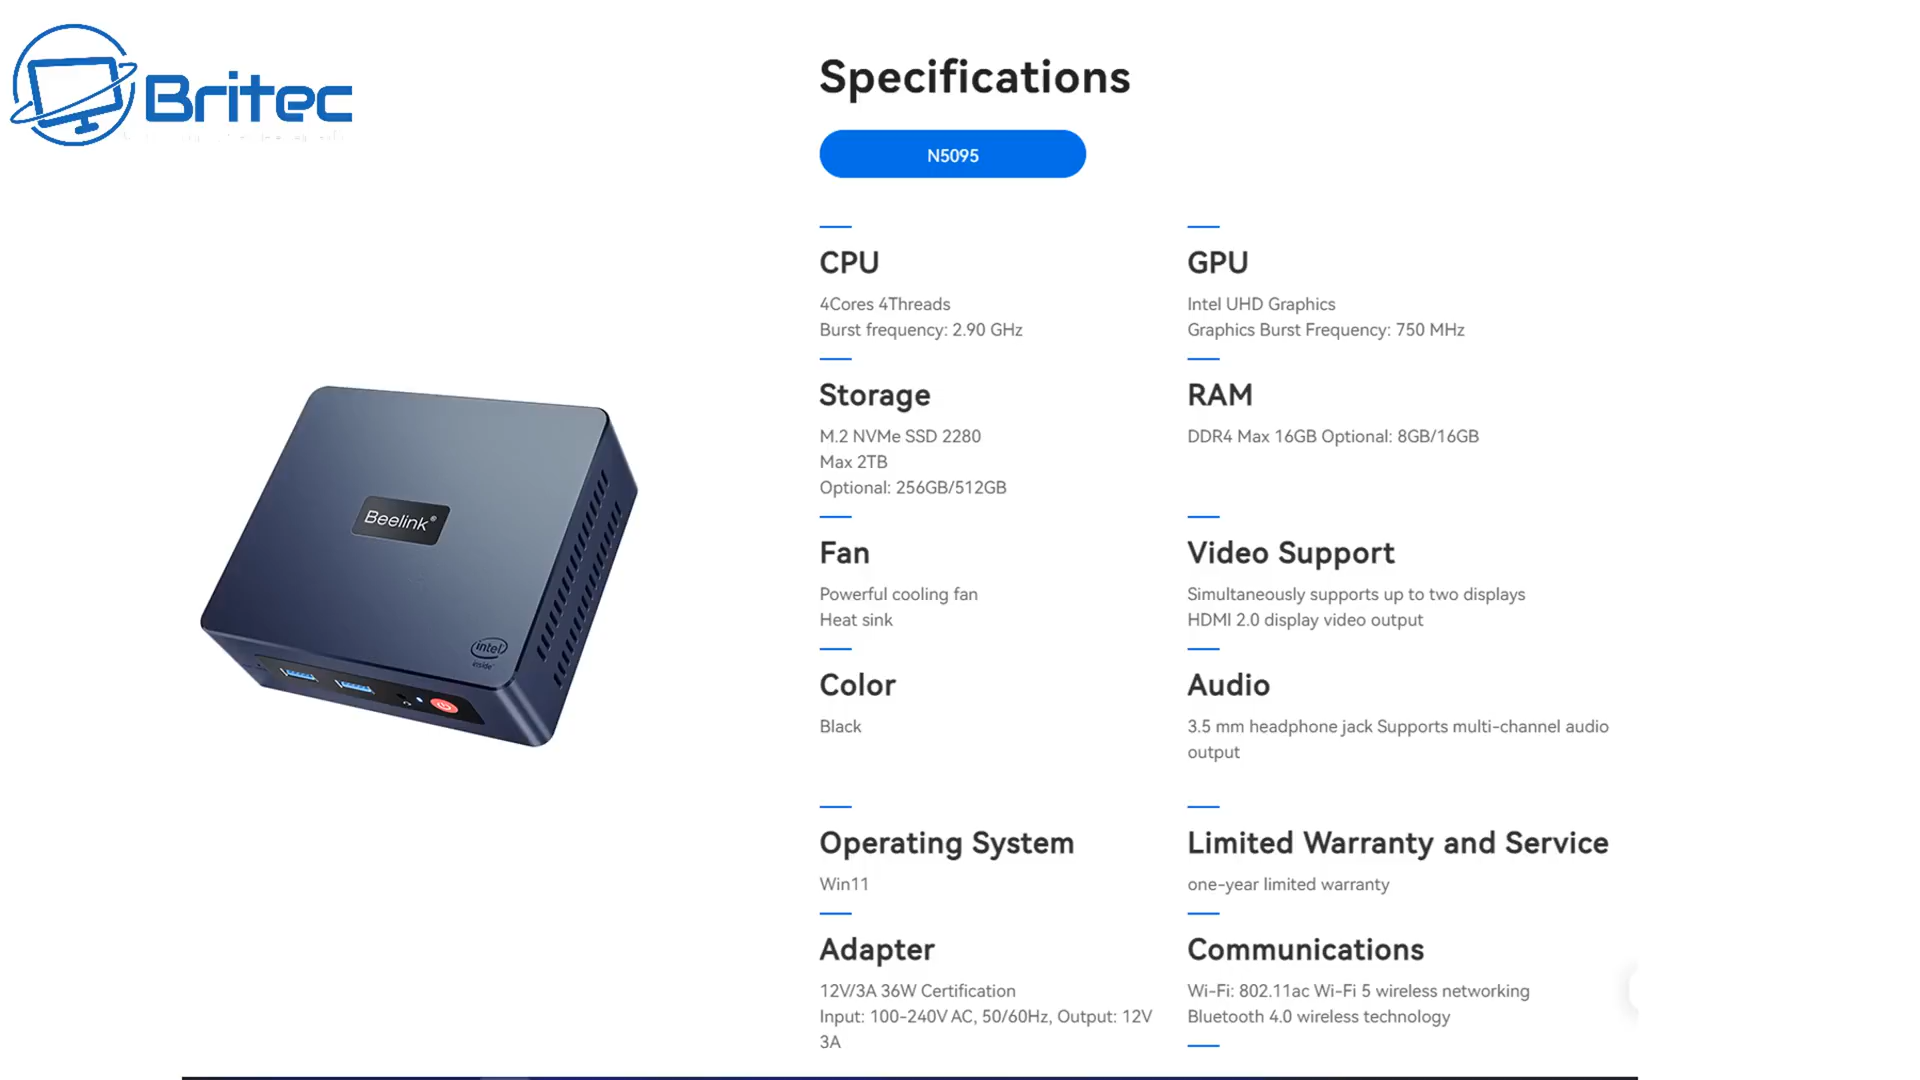 Britec
Specifications
N5095
CPU
4Cores 4Threads
Burst frequency: 2.90 GHz
GPU
Intel UHD Graphics
Graphics Burst Frequency: 750 MHz
Storage
M.2 NVMe SSD 2280
Max 2TB
Optional: 256GB/512GB
RAM
DDR4 Max 16GB Optional: 8GB/16GB
Fan
Powerful cooling fan
Heat sink
Video Support
Simultaneously supports up to two displays
HDMI 2.0 display video output
Color
Black
Audio
3.5 mm headphone jack Supports multi-channel audio
output
Operating System
Win11
Limited Warranty and Service
one-year limited warranty
Adapter
12V/3A 36W Certification
Input: 100-240V AC, 50/60Hz, Output: 12V
3A
Communications
Wi-Fi: 802.11ac Wi-Fi 5 wireless networking
Bluetooth 4.0 wireless technology
Beelink®
intel
inside